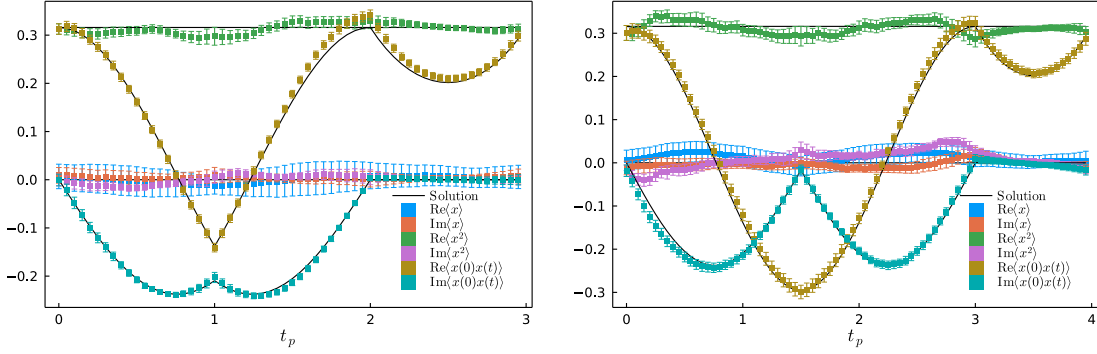 0.3
0.2
0.1
0.0
−0.1
−0.2
Solution
Re⟨x⟩
Im⟨x⟩
Re⟨x²⟩
Im⟨x²⟩
Re⟨x(0)x(t)⟩
Im⟨x(0)x(t)⟩
0 1 2 3
t_p
0.3
0.2
0.1
0.0
−0.1
−0.2
−0.3
Solution
Re⟨x⟩
Im⟨x⟩
Re⟨x²⟩
Im⟨x²⟩
Re⟨x(0)x(t)⟩
Im⟨x(0)x(t)⟩
0 1 2 3 4
t_p